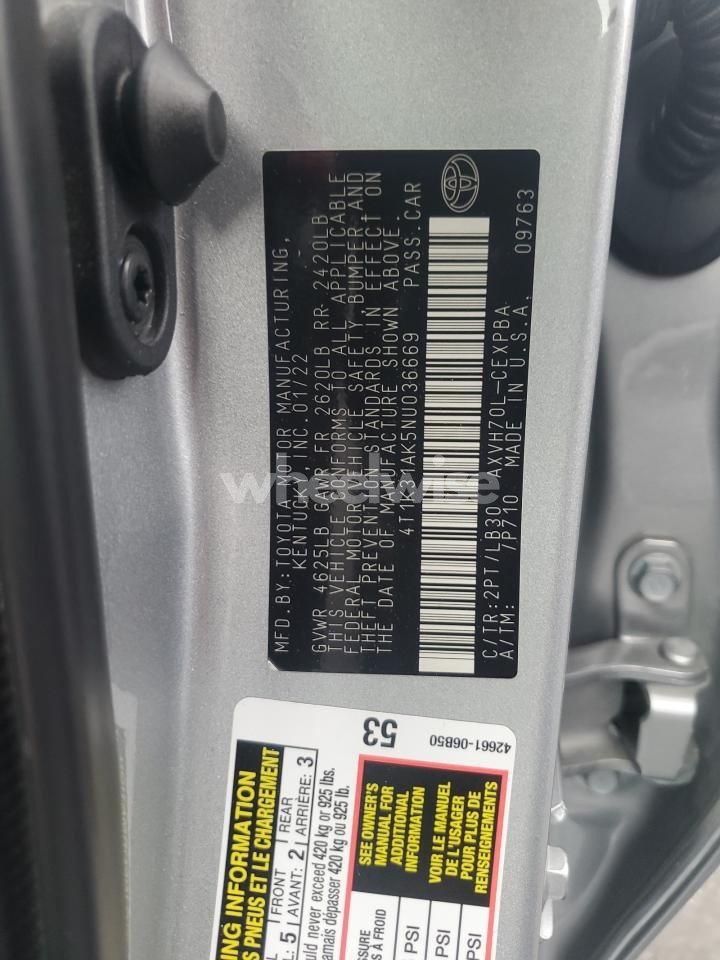 MFD. BY: TOYOTA MOTOR MANUFACTURING,
KENTUCKY, INC. 01/22
GVWR 4625LB GAWR FR 2620LB RR 2420LB
THIS VEHICLE CONFORMS TO ALL APPLICABLE
FEDERAL MOTOR VEHICLE SAFETY, BUMPER AND
THEFT PREVENTION STANDARDS IN EFFECT ON
THE DATE OF MANUFACTURE SHOWN ABOVE.
4T1K31AK5NU036669 PASS.CAR
C/TR:2PT/LB30 AXVH70L-CEXPBA
A/TM: /P710 MADE IN U.S.A. 09763
wheelwise
ING INFORMATION
S PNEUS ET LE CHARGEMENT
FRONT REAR
: 5 AVANT: 2 ARRIÈRE: 3
uld never exceed 420 kg or 925 lbs.
jamais dépasser 420 kg ou 925 lb.
53
SEE OWNER'S
MANUAL FOR
ADDITIONAL
INFORMATION
VOIR LE MANUEL
DE L'USAGER
POUR PLUS DE
RENSEIGNEMENTS
SSURE
À FROID
PSI
PSI
PSI
42661-06B50